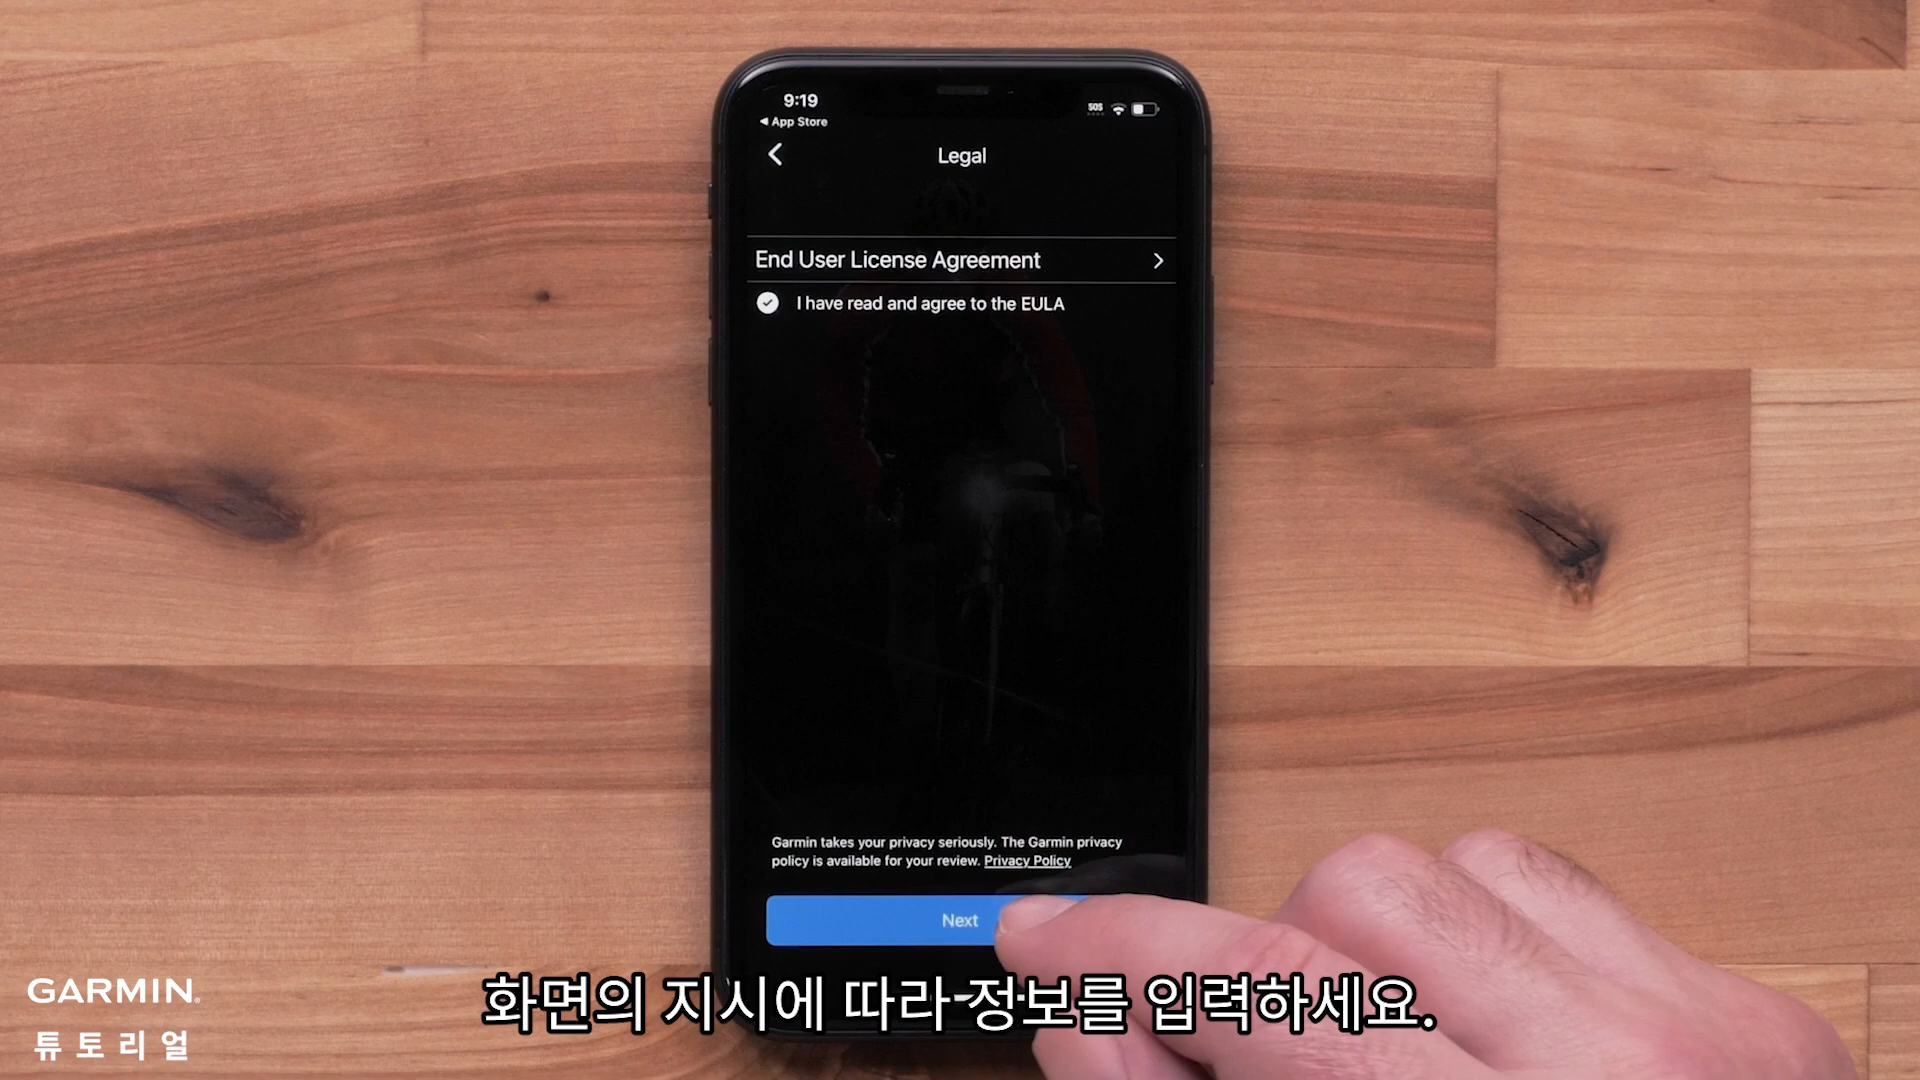 9:19
SOS
◀ App Store
Legal
End User License Agreement
I have read and agree to the EULA
Garmin takes your privacy seriously. The Garmin privacy
policy is available for your review. Privacy Policy
Next
화면의 지시에 따라 정보를 입력하세요.
GARMIN®
튜토리얼